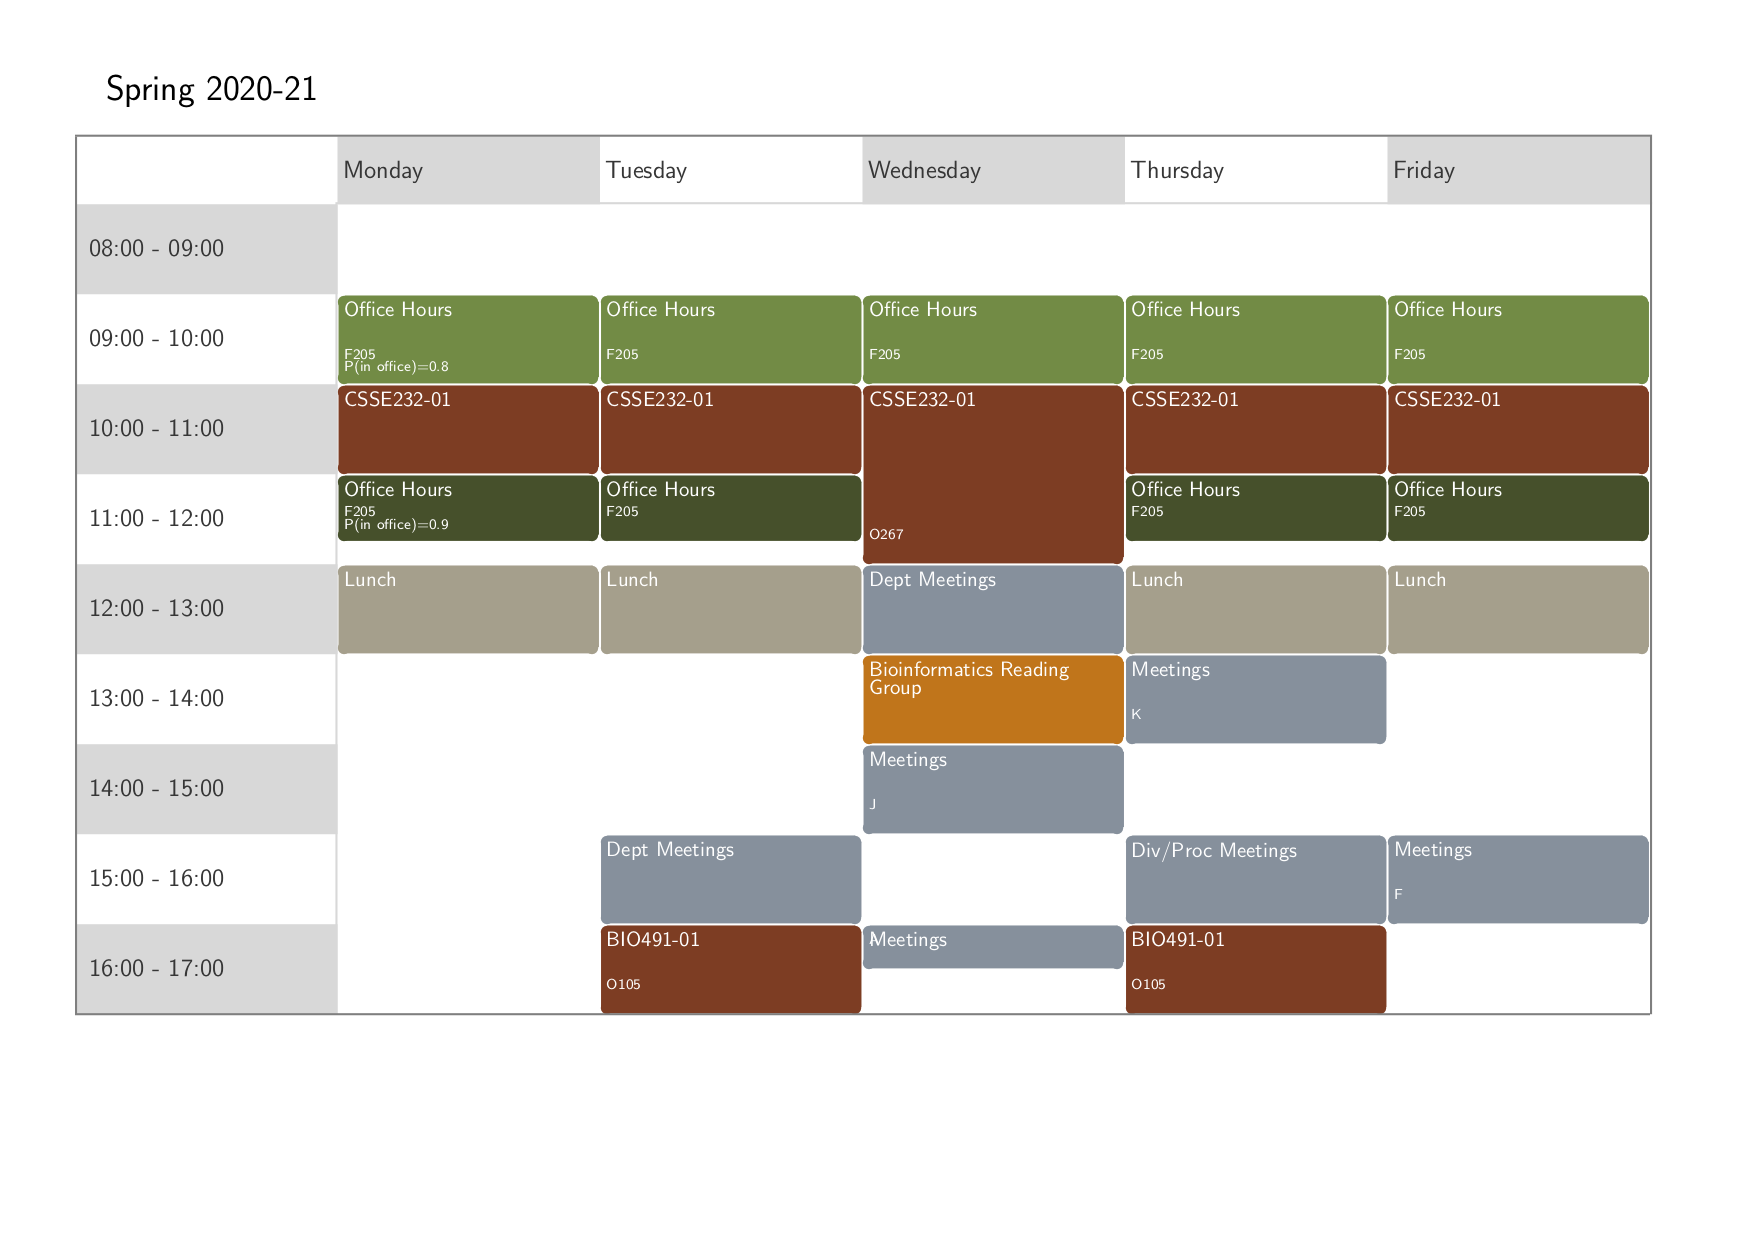 Spring 2020-21
Monday Tuesday Wednesday Thursday Friday
08:00 - 09:00
09:00 - 10:00
Office Hours Office Hours Office Hours Office Hours Office Hours
F205 F205 F205 F205 F205
P(in office)=0.8
10:00 - 11:00
CSSE232-01 CSSE232-01 CSSE232-01 CSSE232-01 CSSE232-01
11:00 - 12:00
Office Hours Office Hours Office Hours Office Hours
F205 F205 F205 F205
P(in office)=0.9
O267
12:00 - 13:00
Lunch Lunch Dept Meetings Lunch Lunch
13:00 - 14:00
Bioinformatics Reading Meetings
Group
K
14:00 - 15:00
Meetings
J
15:00 - 16:00
Dept Meetings Div/Proc Meetings Meetings
F
16:00 - 17:00
BIO491-01 Meetings BIO491-01
O105 O105